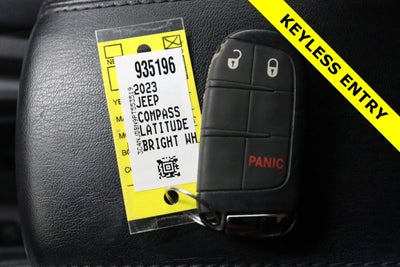 KEYLESS ENTRY
935196
2023
JEEP
COMPASS
LATITUDE
BRIGHT WH
PANIC